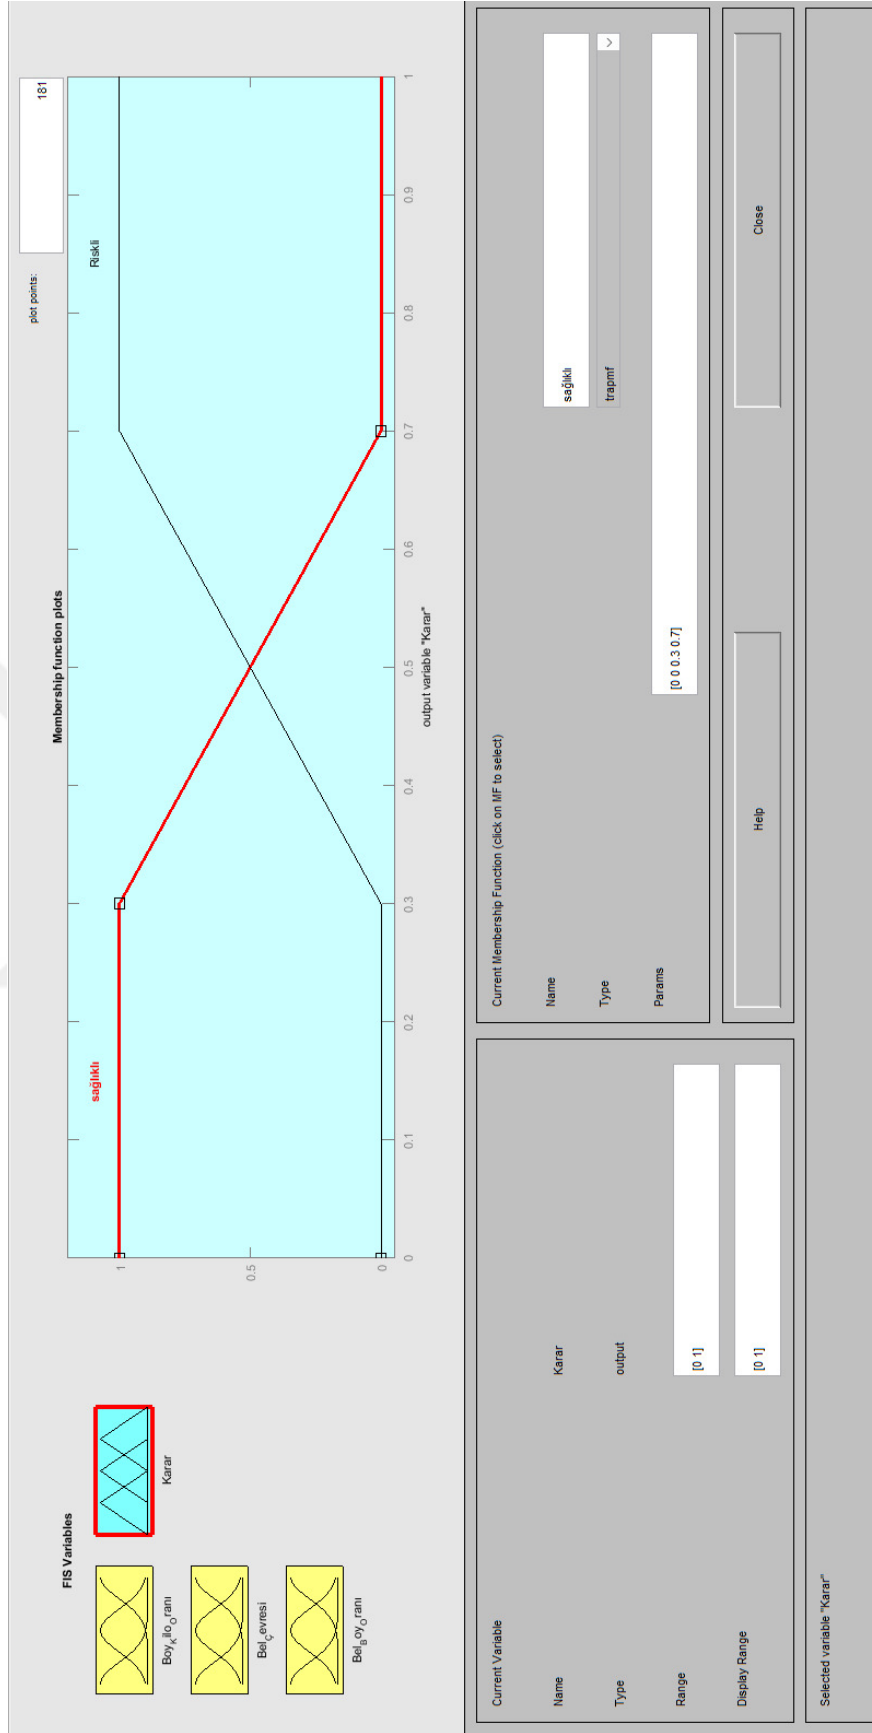 FIS Variables
Boy_Kilo_Oranı
Bel_Çevresi
Bel_Boy_Oranı
Karar
Membership function plots
plot points:
181
sağlıklı
Riskli
1
0.5
0
0
0.1
0.2
0.3
0.4
0.5
0.6
0.7
0.8
0.9
1
output variable "Karar"
Current Variable
Name
Karar
Type
output
Range
[0 1]
Display Range
[0 1]
Current Membership Function (click on MF to select)
Name
sağlıklı
Type
trapmf
Params
[0 0 0.3 0.7]
Help
Close
Selected variable "Karar"